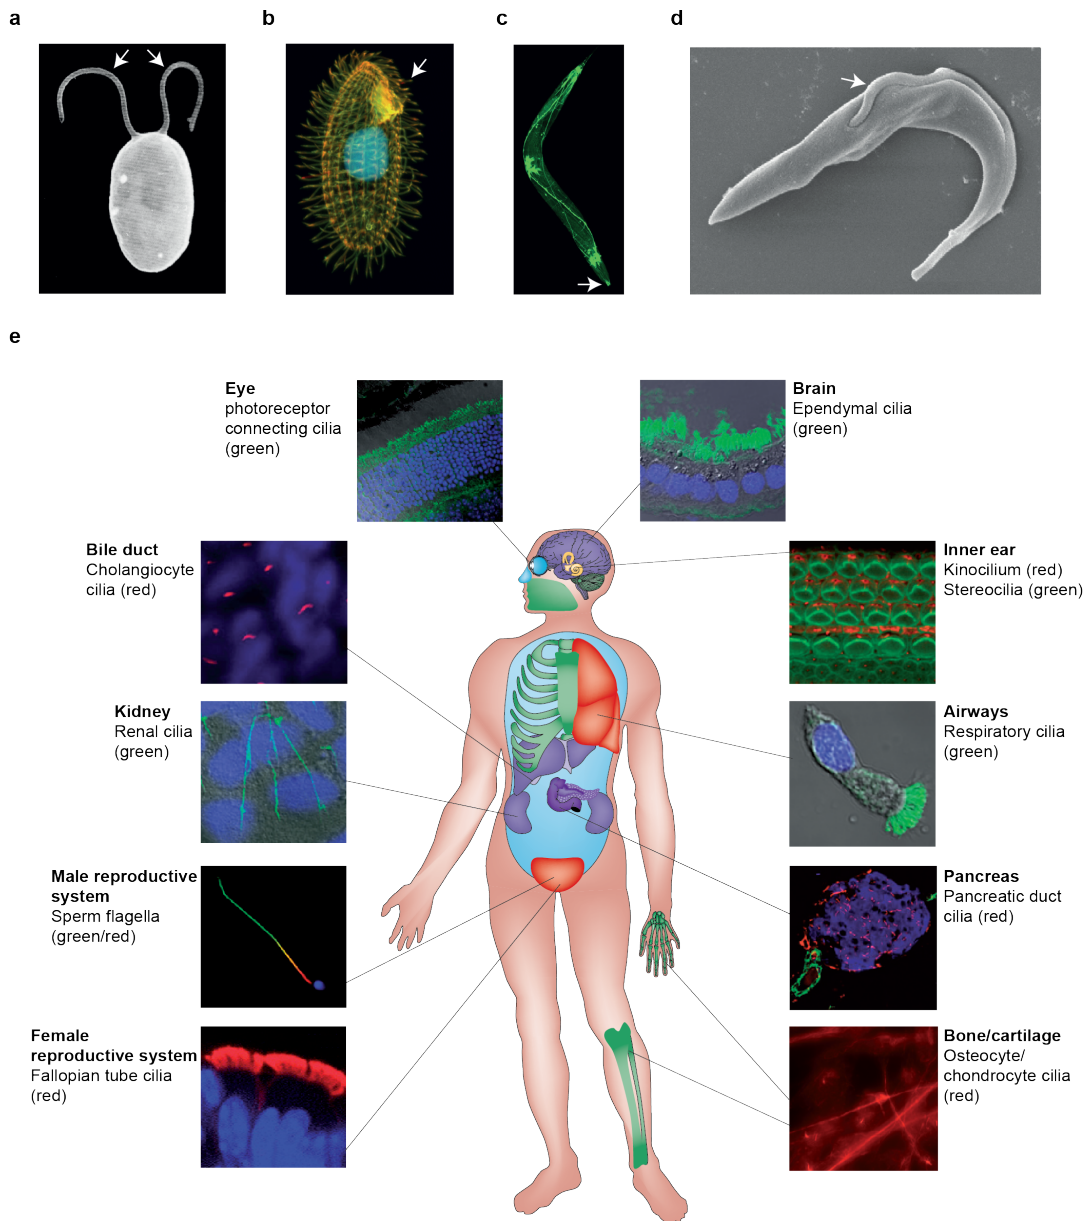 a
b
c
d
e
Eye
photoreceptor
connecting cilia
(green)
Brain
Ependymal cilia
(green)
Bile duct
Cholangiocyte
cilia (red)
Inner ear
Kinocilium (red)
Stereocilia (green)
Kidney
Renal cilia
(green)
Airways
Respiratory cilia
(green)
Male reproductive
system
Sperm flagella
(green/red)
Pancreas
Pancreatic duct
cilia (red)
Female
reproductive system
Fallopian tube cilia
(red)
Bone/cartilage
Osteocyte/
chondrocyte cilia
(red)